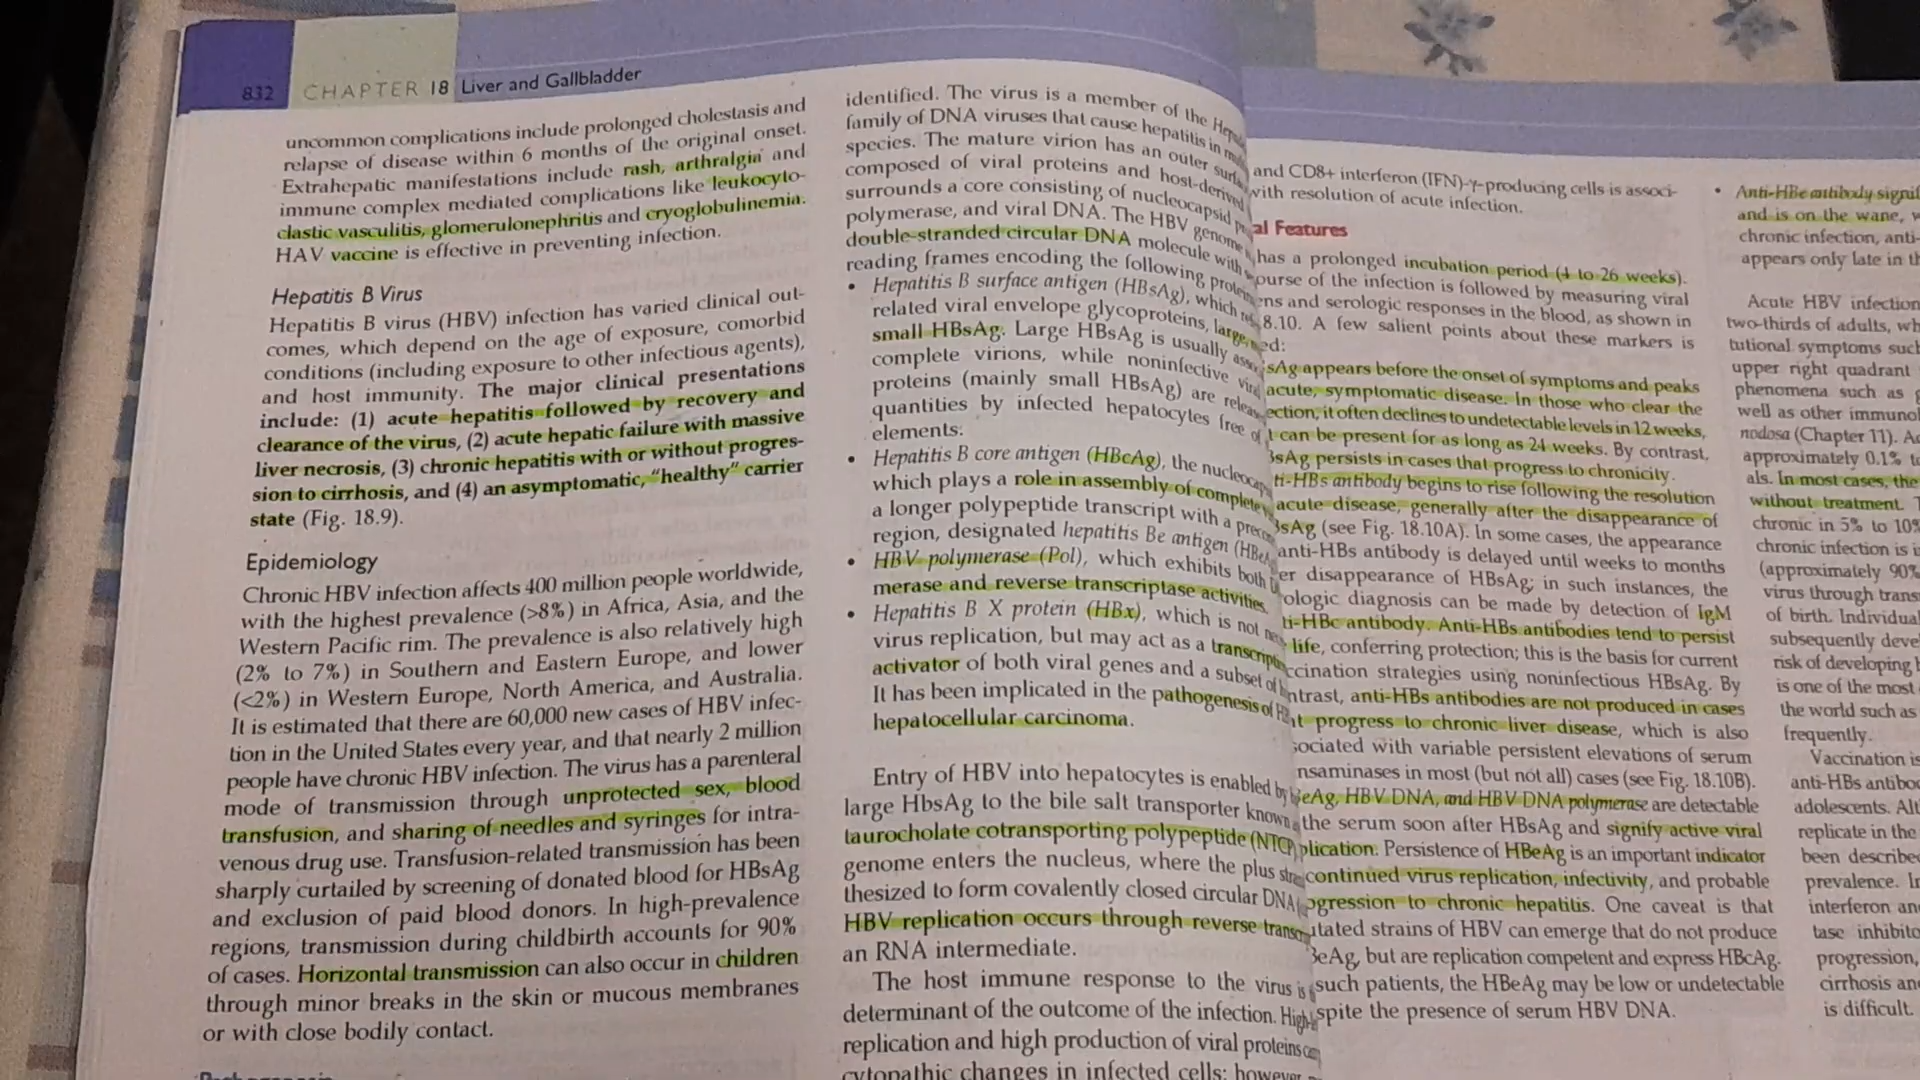 832 CHAPTER 18 Liver and Gallbladder
uncommon complications include prolonged cholestasis and
relapse of disease within 6 months of the original onset.
Extrahepatic manifestations include rash, arthralgia and
immune complex mediated complications like leukocyto-
clastic vasculitis, glomerulonephritis and cryoglobulinemia.
HAV vaccine is effective in preventing infection.
Hepatitis B Virus
Hepatitis B virus (HBV) infection has varied clinical out-
comes, which depend on the age of exposure, comorbid
conditions (including exposure to other infectious agents),
and host immunity. The major clinical presentations
include: (1) acute hepatitis followed by recovery and
clearance of the virus, (2) acute hepatic failure with massive
liver necrosis, (3) chronic hepatitis with or without progres-
sion to cirrhosis, and (4) an asymptomatic, “healthy” carrier
state (Fig. 18.9).
Epidemiology
Chronic HBV infection affects 400 million people worldwide,
with the highest prevalence (>8%) in Africa, Asia, and the
Western Pacific rim. The prevalence is also relatively high
(2% to 7%) in Southern and Eastern Europe, and lower
(<2%) in Western Europe, North America, and Australia.
It is estimated that there are 60,000 new cases of HBV infec-
tion in the United States every year, and that nearly 2 million
people have chronic HBV infection. The virus has a parenteral
mode of transmission through unprotected sex, blood
transfusion, and sharing of needles and syringes for intra-
venous drug use. Transfusion-related transmission has been
sharply curtailed by screening of donated blood for HBsAg
and exclusion of paid blood donors. In high-prevalence
regions, transmission during childbirth accounts for 90%
of cases. Horizontal transmission can also occur in children
through minor breaks in the skin or mucous membranes
or with close bodily contact.
identified. The virus is a member of the
family of DNA viruses that cause hepatitis in
species. The mature virion has an outer
composed of viral proteins and host-derived
surrounds a core consisting of nucleocapsid
polymerase, and viral DNA. The HBV genome
double-stranded circular DNA molecule with
reading frames encoding the following
• Hepatitis B surface antigen (HBsAg), which
related viral envelope glycoproteins, large,
small HBsAg. Large HBsAg is usually
complete virions, while noninfective
proteins (mainly small HBsAg) are
quantities by infected hepatocytes free of
elements:
• Hepatitis B core antigen (HBcAg), the
which plays a role in assembly of complete
a longer polypeptide transcript with a
region, designated hepatitis Be antigen
• HBV polymerase (Pol), which exhibits both
merase and reverse transcriptase activities.
• Hepatitis B X protein (HBx), which is not
virus replication, but may act as a
activator of both viral genes and a subset of
It has been implicated in the pathogenesis of
hepatocellular carcinoma.
Entry of HBV into hepatocytes is enabled by
large HbsAg to the bile salt transporter known
taurocholate cotransporting polypeptide (NTCP)
genome enters the nucleus, where the plus
thesized to form covalently closed circular DNA
HBV replication occurs through reverse
an RNA intermediate.
The host immune response to the virus is
determinant of the outcome of the infection.
replication and high production of viral proteins
cytopathic changes in infected cells; however
and CD8+ interferon (IFN)-γ-producing cells is associ-
with resolution of acute infection.
al Features
has a prolonged incubation period (4 to 26 weeks).
ourse of the infection is followed by measuring viral
ens and serologic responses in the blood, as shown in
8.10. A few salient points about these markers is
ed:
sAg appears before the onset of symptoms and peaks
acute, symptomatic disease. In those who clear the
ection, it often declines to undetectable levels in 12 weeks,
t can be present for as long as 24 weeks. By contrast,
sAg persists in cases that progress to chronicity.
ti-HBs antibody begins to rise following the resolution
acute disease, generally after the disappearance of
sAg (see Fig. 18.10A). In some cases, the appearance
anti-HBs antibody is delayed until weeks to months
er disappearance of HBsAg; in such instances, the
ologic diagnosis can be made by detection of IgM
ti-HBc antibody. Anti-HBs antibodies tend to persist
life, conferring protection; this is the basis for current
ccination strategies using noninfectious HBsAg. By
ntrast, anti-HBs antibodies are not produced in cases
t progress to chronic liver disease, which is also
sociated with variable persistent elevations of serum
nsaminases in most (but not all) cases (see Fig. 18.10B).
eAg, HBV DNA, and HBV DNA polymerase are detectable
the serum soon after HBsAg and signify active viral
plication. Persistence of HBeAg is an important indicator
continued virus replication, infectivity, and probable
ogression to chronic hepatitis. One caveat is that
utated strains of HBV can emerge that do not produce
eAg, but are replication competent and express HBcAg.
such patients, the HBeAg may be low or undetectable
spite the presence of serum HBV DNA.
• Anti-HBe antibody signif
and is on the wane,
chronic infection, anti-
appears only late in th
Acute HBV infection
two-thirds of adults, wh
tutional symptoms such
upper right quadrant
phenomena such as
well as other immuno
nodosa (Chapter 11).
approximately 0.1% to
als. In most cases, the
without treatment.
chronic in 5% to 10%
chronic infection is
(approximately 90%
virus through trans
of birth. Individua
subsequently deve
risk of developing
is one of the most
the world such as
frequently.
Vaccination is
anti-HBs antibo
adolescents. Alt
replicate in the
been described
prevalence. In
interferon and
tase inhibito
progression,
cirrhosis an
is difficult.